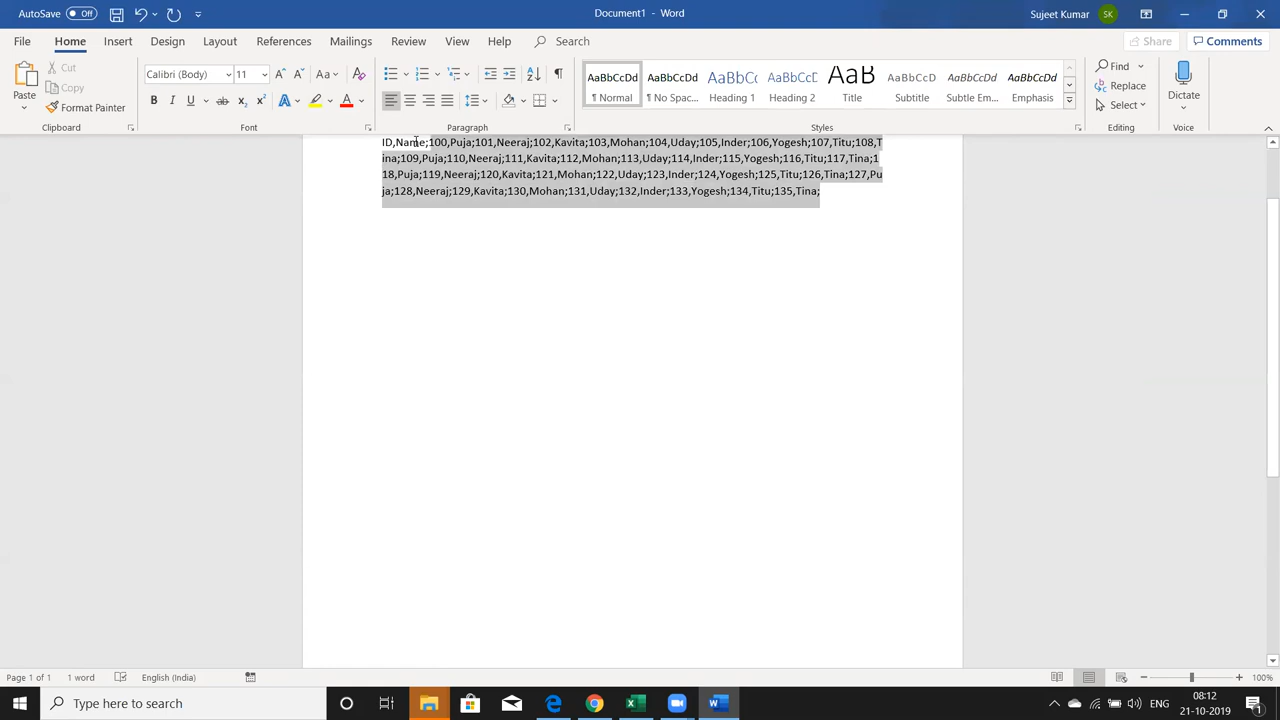 AutoSave Off Document1 - Word Sujeet Kumar SK
File Home Insert Draw Design Layout References Mailings Review View Help Search Share Comments
Paste Cut Copy Format Painter
Clipboard
Calibri (Body) 11 Aa
B I U ab x₂ x² A A
Font
Paragraph
AaBbCcDd AaBbCcDd AaBbCc AaBbCcD AaB AaBbCcD AaBbCcDd AaBbCcDd
¶ Normal ¶ No Spac... Heading 1 Heading 2 Title Subtitle Subtle Em... Emphasis
Styles
Find
Replace
Select
Dictate
Voice
ID,Name;100,Puja;101,Neeraj;102,Kavita;103,Mohan;104,Uday;105,Inder;106,Yogesh;107,Titu;108,T
ina;109,Puja;110,Neeraj;111,Kavita;112,Mohan;113,Uday;114,Inder;115,Yogesh;116,Titu;117,Tina;1
18,Puja;119,Neeraj;120,Kavita;121,Mohan;122,Uday;123,Inder;124,Yogesh;125,Titu;126,Tina;127,Pu
ja;128,Neeraj;129,Kavita;130,Mohan;131,Uday;132,Inder;133,Yogesh;134,Titu;135,Tina;
Page 1 of 1 1 word English (India) 100%
Type here to search ENG 08:12
21-10-2019